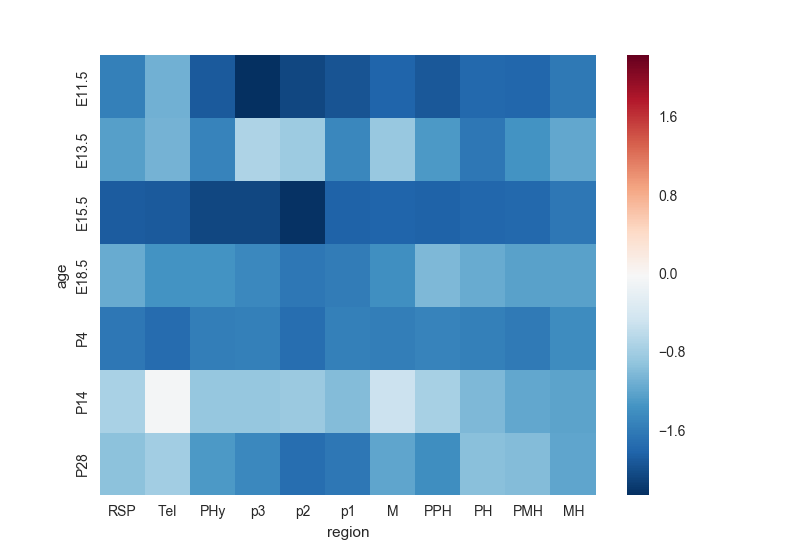 age
E11.5
E13.5
E15.5
E18.5
P4
P14
P28
RSP Tel PHy p3 p2 p1 M PPH PH PMH MH
region
1.6
0.8
0.0
−0.8
−1.6